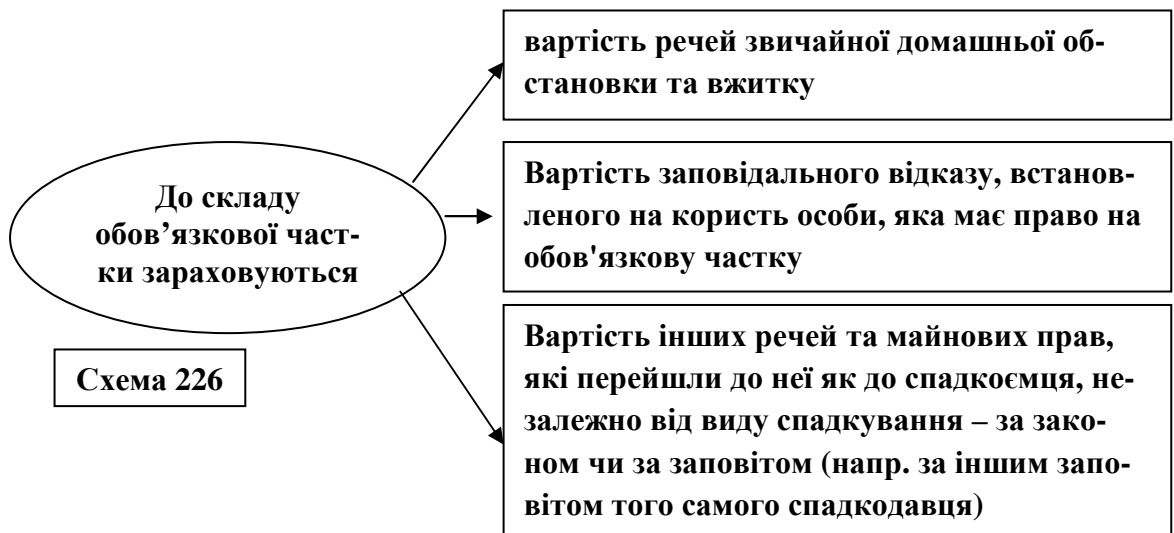 До складу
обов’язкової част-
ки зараховуються
Схема 226
вартість речей звичайної домашньої об-
становки та вжитку
Вартість заповідального відказу, встанов-
леного на користь особи, яка має право на
обов'язкову частку
Вартість інших речей та майнових прав,
які перейшли до неї як до спадкоємця, не-
залежно від виду спадкування – за зако-
ном чи за заповітом (напр. за іншим запо-
вітом того самого спадкодавця)